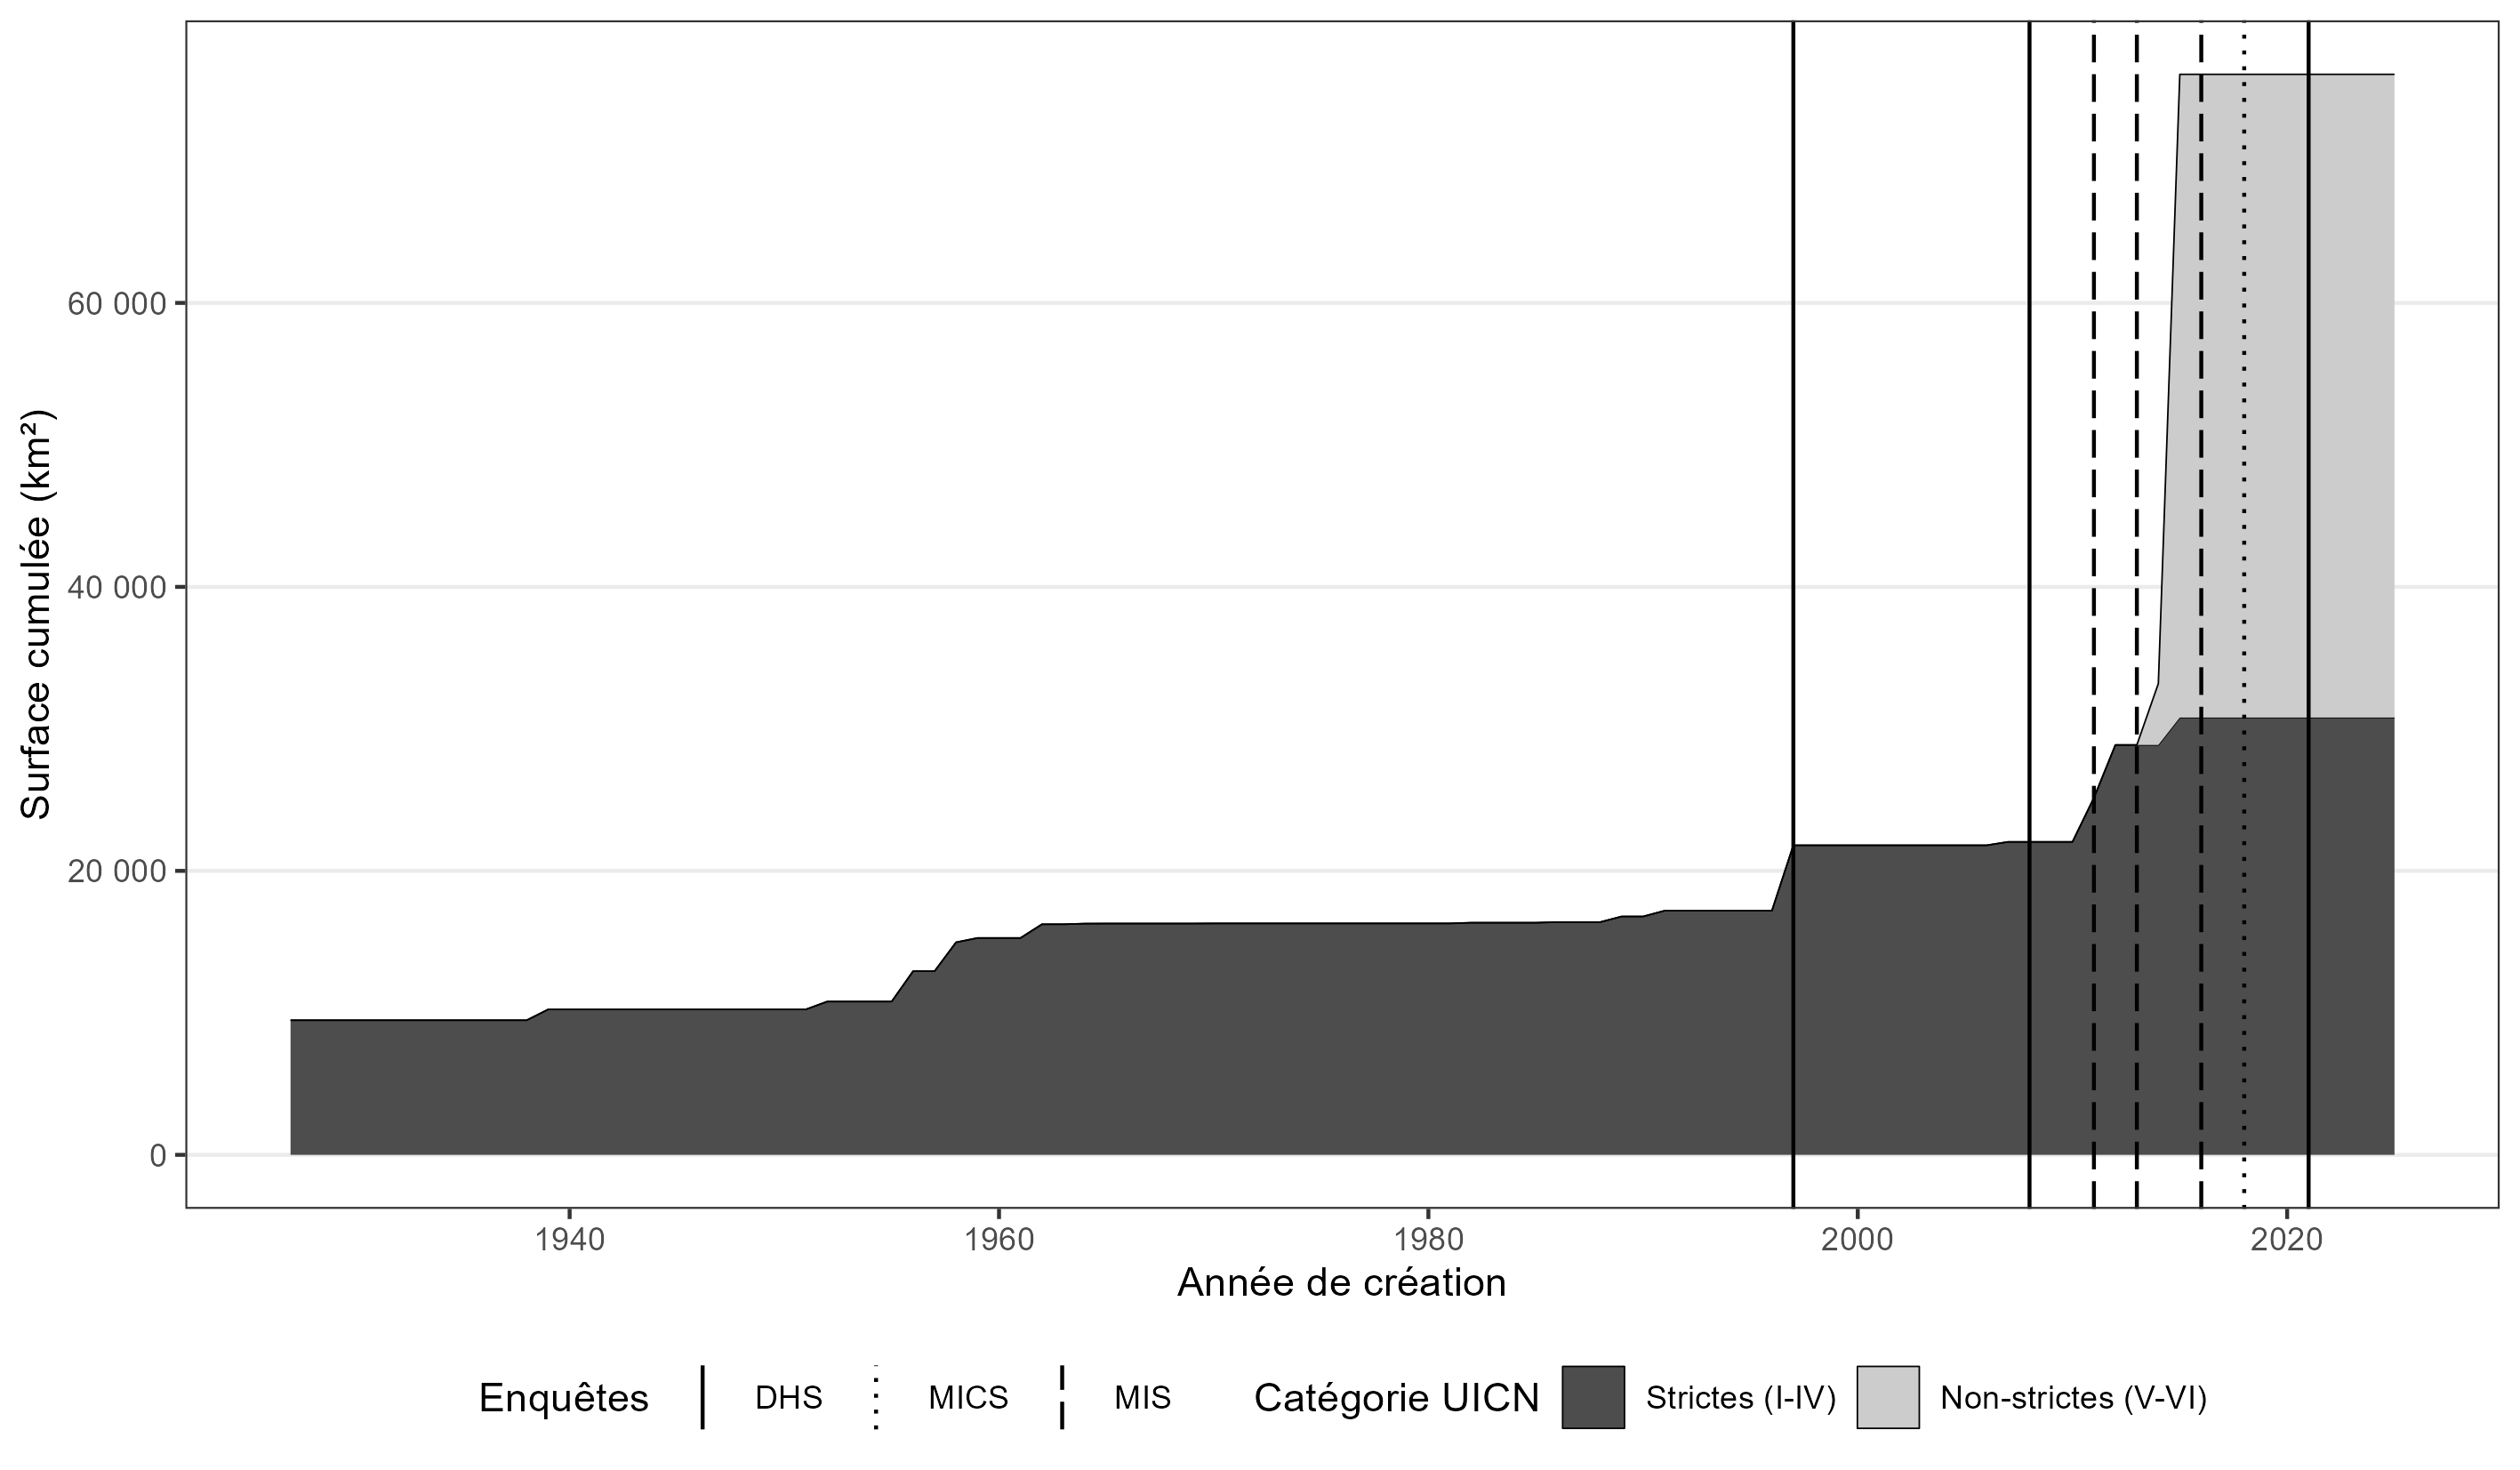 Surface cumulée (km²)
60 000
40 000
20 000
0
1940 1960 1980 2000 2020
Année de création
Enquêtes DHS MICS MIS Catégorie UICN Strictes (I-IV) Non-strictes (V-VI)